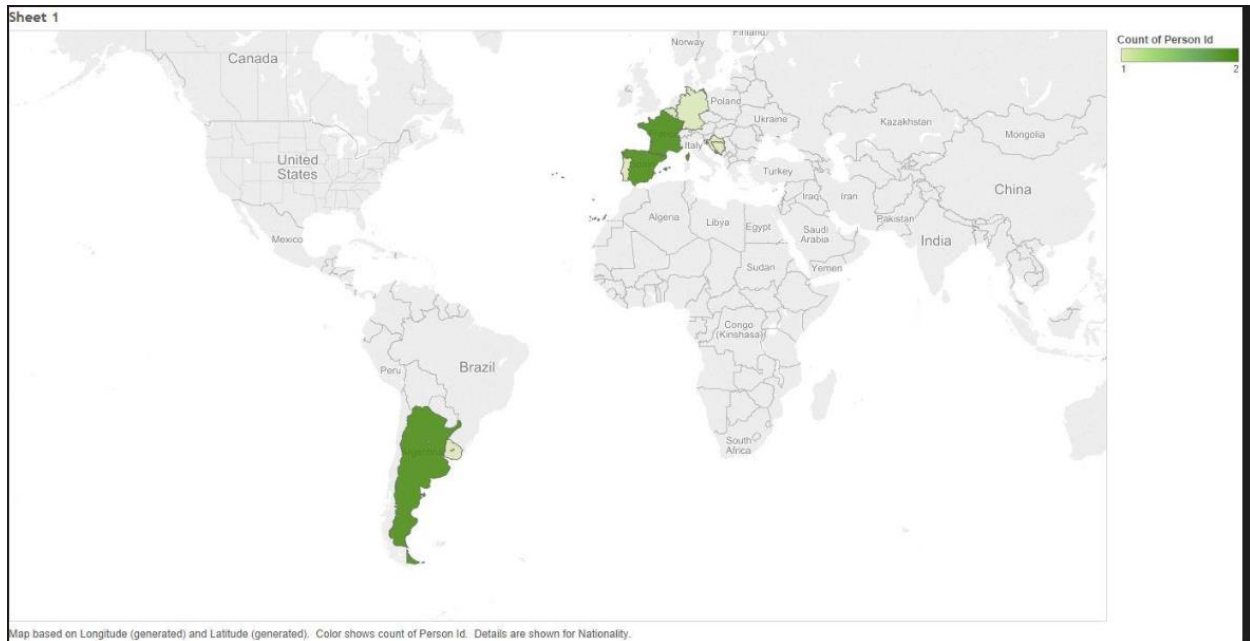 Sheet 1
Count of Person Id
1 2
Finland
Norway
Canada
Poland
Ukraine
Kazakhstan
Mongolia
Italy
United
States
Turkey
China
Iraq
Iran
Algeria
Libya
Egypt
Pakistan
Mexico
Saudi
Arabia
India
Sudan
Yemen
Congo
(Kinshasa)
Brazil
Peru
Argentina
South
Africa
Map based on Longitude (generated) and Latitude (generated). Color shows count of Person Id. Details are shown for Nationality.